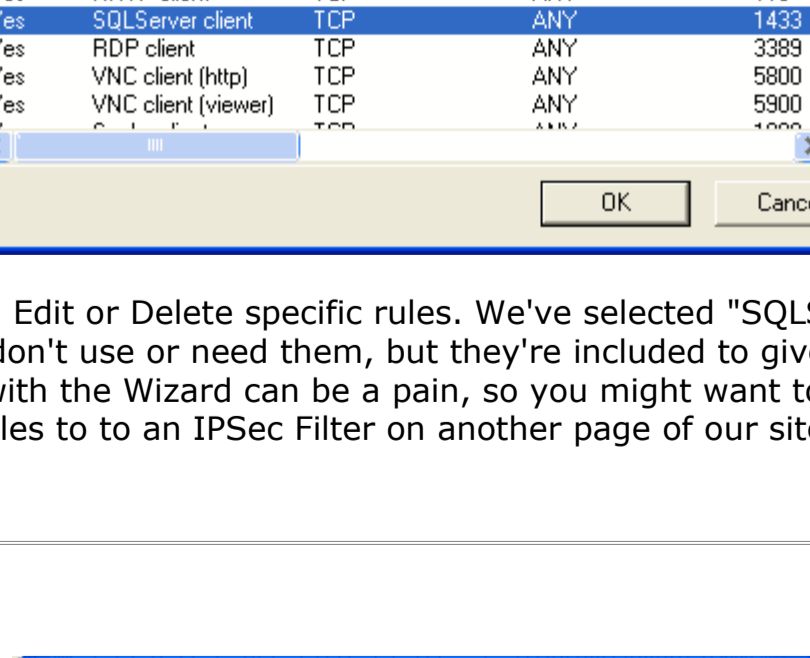 es SQLServer client TCP ANY 1433
es RDP client TCP ANY 3389
es VNC client (http) TCP ANY 5800
es VNC client (viewer) TCP ANY 5900
OK Cance
Edit or Delete specific rules. We've selected "SQLS
don't use or need them, but they're included to give
with the Wizard can be a pain, so you might want to
les to to an IPSec Filter on another page of our site